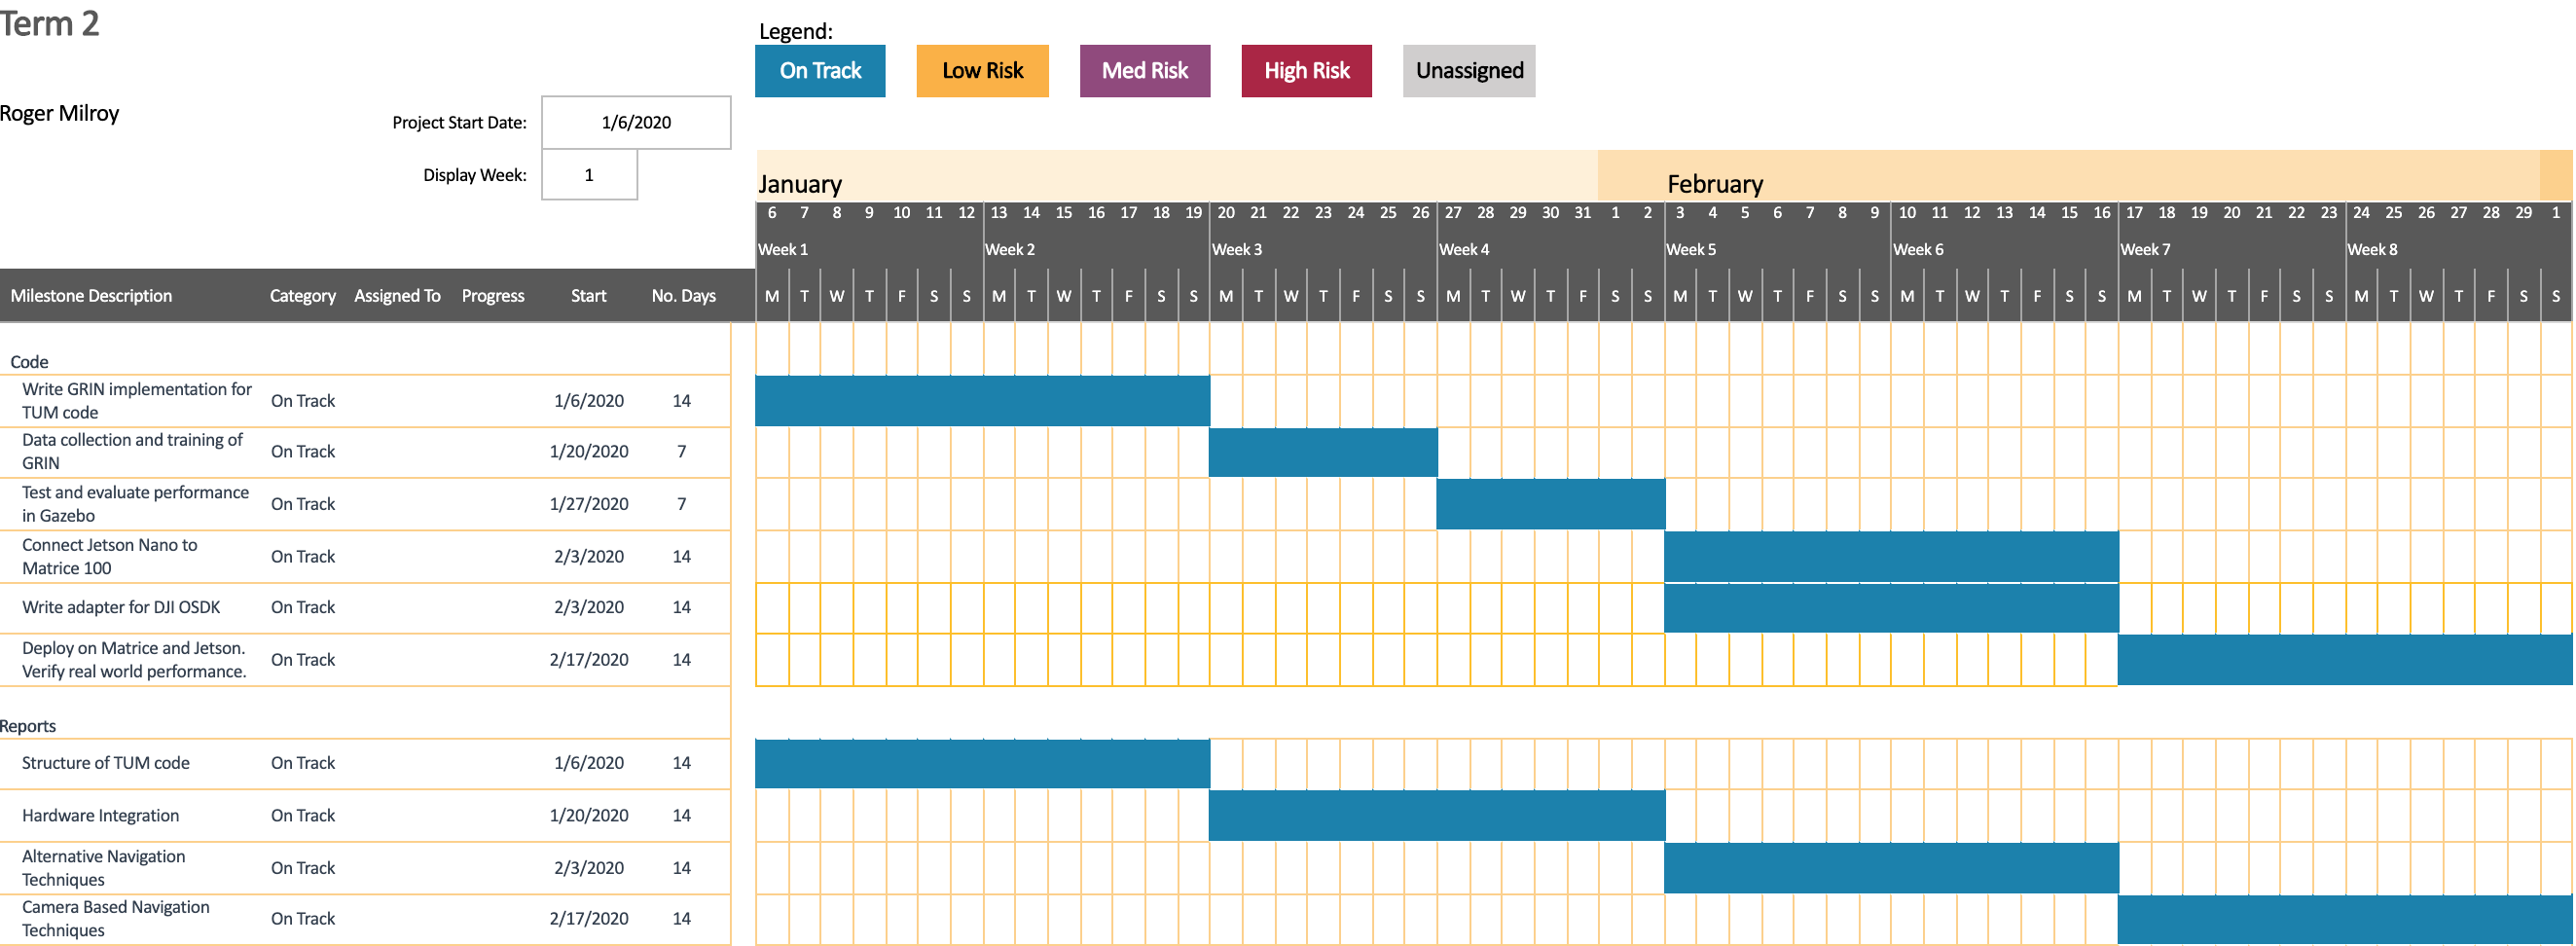 Term 2
Legend:
On Track Low Risk Med Risk High Risk Unassigned
Roger Milroy
Project Start Date: 1/6/2020
Display Week: 1
January February
6 7 8 9 10 11 12 13 14 15 16 17 18 19 20 21 22 23 24 25 26 27 28 29 30 31 1 2 3 4 5 6 7 8 9 10 11 12 13 14 15 16 17 18 19 20 21 22 23 24 25 26 27 28 29 1
Week 1 Week 2 Week 3 Week 4 Week 5 Week 6 Week 7 Week 8
Milestone Description Category Assigned To Progress Start No. Days M T W T F S S M T W T F S S M T W T F S S M T W T F S S M T W T F S S M T W T F S S M T W T F S S M T W T F S S
Code
Write GRIN implementation for
TUM code On Track 1/6/2020 14
Data collection and training of
GRIN On Track 1/20/2020 7
Test and evaluate performance
in Gazebo On Track 1/27/2020 7
Connect Jetson Nano to
Matrice 100 On Track 2/3/2020 14
Write adapter for DJI OSDK On Track 2/3/2020 14
Deploy on Matrice and Jetson.
Verify real world performance. On Track 2/17/2020 14
Reports
Structure of TUM code On Track 1/6/2020 14
Hardware Integration On Track 1/20/2020 14
Alternative Navigation
Techniques On Track 2/3/2020 14
Camera Based Navigation
Techniques On Track 2/17/2020 14